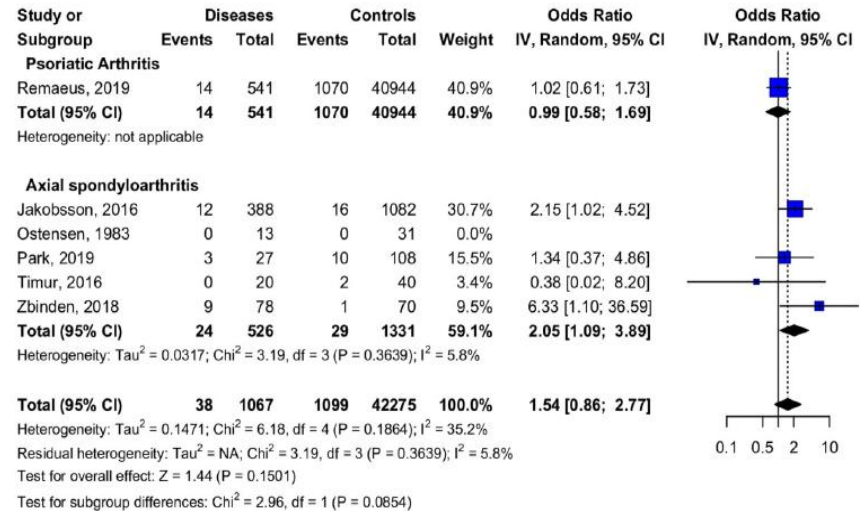 Study or Diseases Controls Odds Ratio Odds Ratio
Subgroup Events Total Events Total Weight IV, Random, 95% CI IV, Random, 95% CI
Psoriatic Arthritis
Remaeus, 2019 14 541 1070 40944 40.9% 1.02 [0.61; 1.73]
Total (95% CI) 14 541 1070 40944 40.9% 0.99 [0.58; 1.69]
Heterogeneity: not applicable
Axial spondyloarthritis
Jakobsson, 2016 12 388 16 1082 30.7% 2.15 [1.02; 4.52]
Ostensen, 1983 0 13 0 31 0.0%
Park, 2019 3 27 10 108 15.5% 1.34 [0.37; 4.86]
Timur, 2016 0 20 2 40 3.4% 0.38 [0.02; 8.20]
Zbinden, 2018 9 78 1 70 9.5% 6.33 [1.10; 36.59]
Total (95% CI) 24 526 29 1331 59.1% 2.05 [1.09; 3.89]
Heterogeneity: Tau² = 0.0317; Chi² = 3.19, df = 3 (P = 0.3639); I² = 5.8%
Total (95% CI) 38 1067 1099 42275 100.0% 1.54 [0.86; 2.77]
Heterogeneity: Tau² = 0.1471; Chi² = 6.18, df = 4 (P = 0.1864); I² = 35.2%
Residual heterogeneity: Tau² = NA; Chi² = 3.19, df = 3 (P = 0.3639); I² = 5.8%
0.1 0.5 2 10
Test for overall effect: Z = 1.44 (P = 0.1501)
Test for subgroup differences: Chi² = 2.96, df = 1 (P = 0.0854)